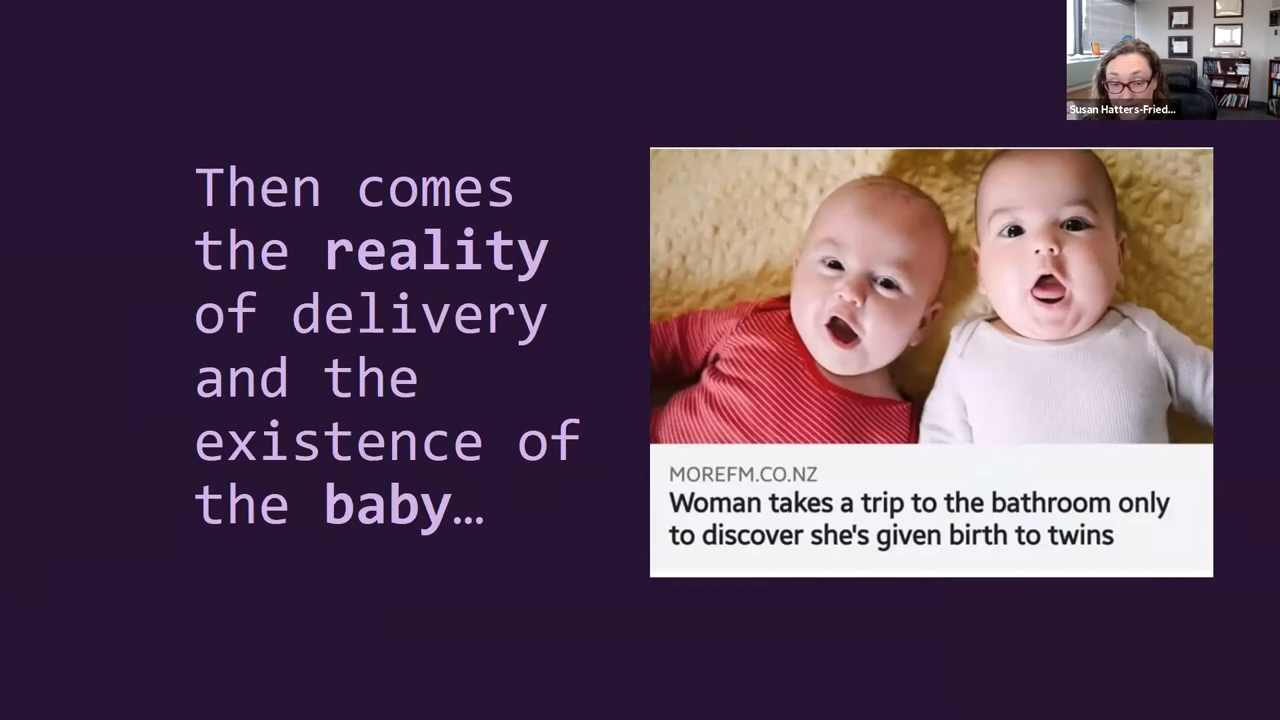 Susan Hatters-Fried...
Then comes
the reality
of delivery
and the
existence of
the baby…
MOREFM.CO.NZ
Woman takes a trip to the bathroom only
to discover she's given birth to twins